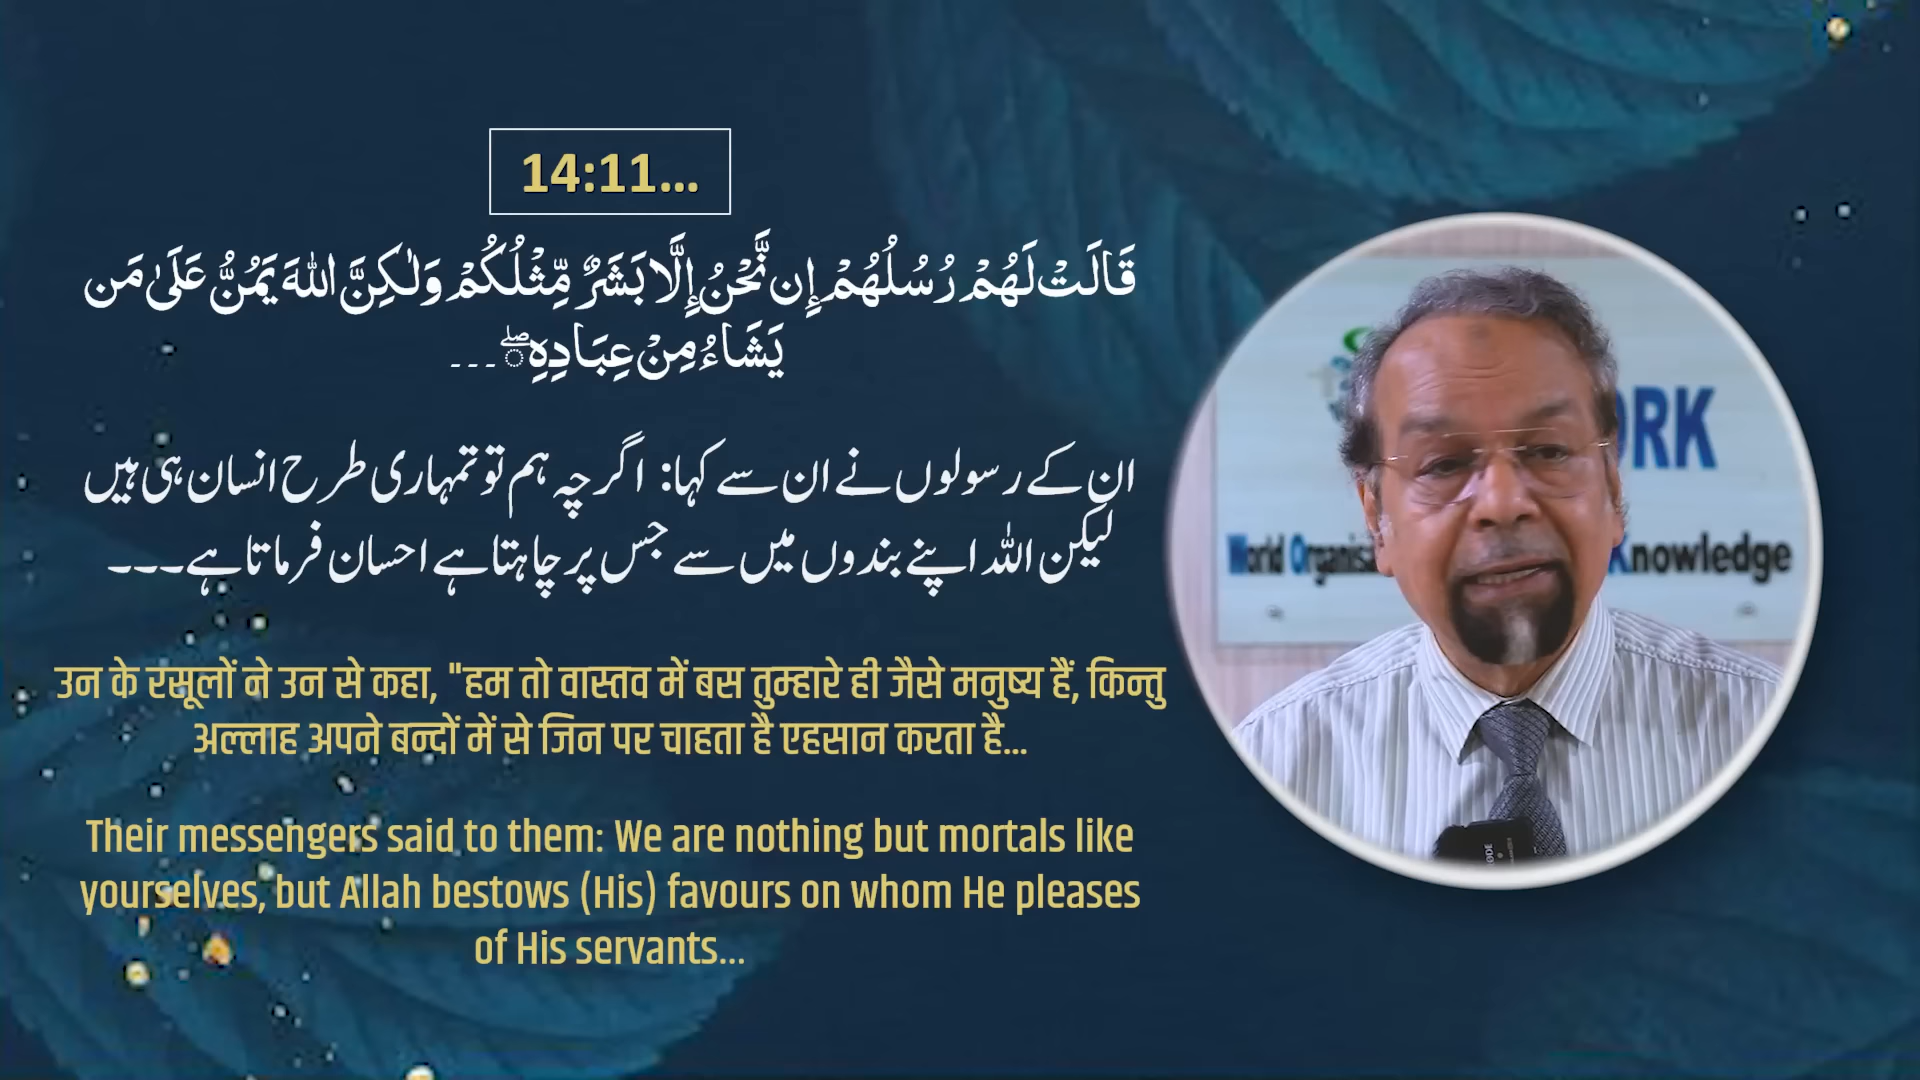 14:11...
قَالَتْ لَهُمْ رُسُلُهُمْ إِن نَّحْنُ إِلَّا بَشَرٌ مِّثْلُكُمْ وَلَٰكِنَّ اللَّهَ يَمُنُّ عَلَىٰ مَن
يَشَاءُ مِنْ عِبَادِهِ ۖ ...
ان کے رسولوں نے ان سے کہا: اگرچہ ہم تو تمہاری طرح انسان ہی ہیں
لیکن اللہ اپنے بندوں میں سے جس پر چاہتا ہے احسان فرماتا ہے۔۔۔
उन के रसूलों ने उन से कहा, "हम तो वास्तव में बस तुम्हारे ही जैसे मनुष्य हैं, किन्तु
अल्लाह अपने बन्दों में से जिन पर चाहता है एहसान करता है...
Their messengers said to them: We are nothing but mortals like
yourselves, but Allah bestows (His) favours on whom He pleases
of His servants...
ORK
World Organisa Knowledge